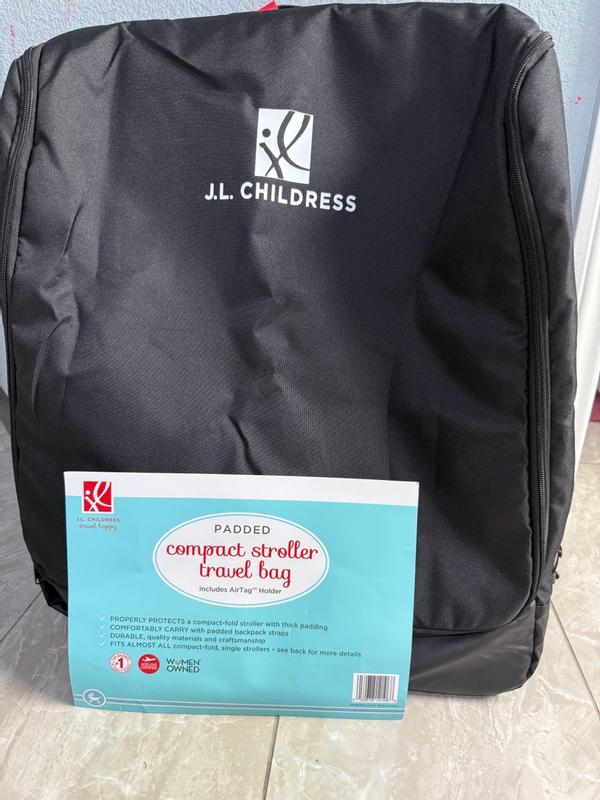 J.L. CHILDRESS
J.L. CHILDRESS
travel happy
PADDED
compact stroller
travel bag
Includes AirTag™ Holder
✓ PROPERLY PROTECTS a compact-fold stroller with thick padding
✓ COMFORTABLY CARRY with padded backpack straps
✓ DURABLE, quality materials and craftsmanship
✓ FITS ALMOST ALL compact-fold, single strollers – see back for more details
#1
WOMEN
OWNED